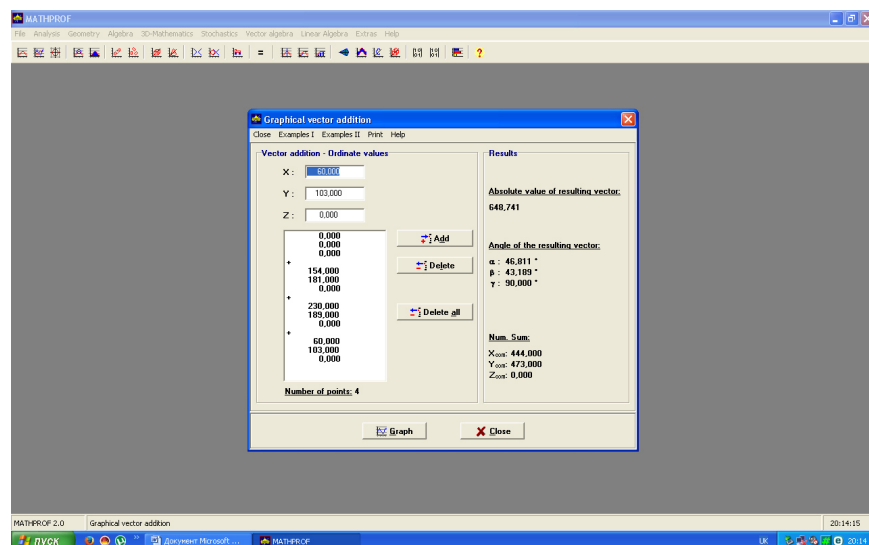 MATHPROF
File Analysis Geometry Algebra 3D-Mathematics Stochastics Vector algebra Linear Algebra Extras Help
Graphical vector addition
Close Examples I Examples II Print Help
Vector addition - Ordinate values
X : 60,000
Y : 103,000
Z : 0,000
0,000
0,000
0,000
+
154,000
181,000
0,000
+
230,000
189,000
0,000
+
60,000
103,000
0,000
Add
Delete
Delete all
Number of points: 4
Results
Absolute value of resulting vector:
648,741
Angle of the resulting vector:
α : 46,811 °
β : 43,189 °
γ : 90,000 °
Num. Sum:
Xcom: 444,000
Ycom: 473,000
Zcom: 0,000
Graph
Close
MATHPROF 2.0 Graphical vector addition 20:14:15
пуск Документ Microsoft ... MATHPROF UK 20:14